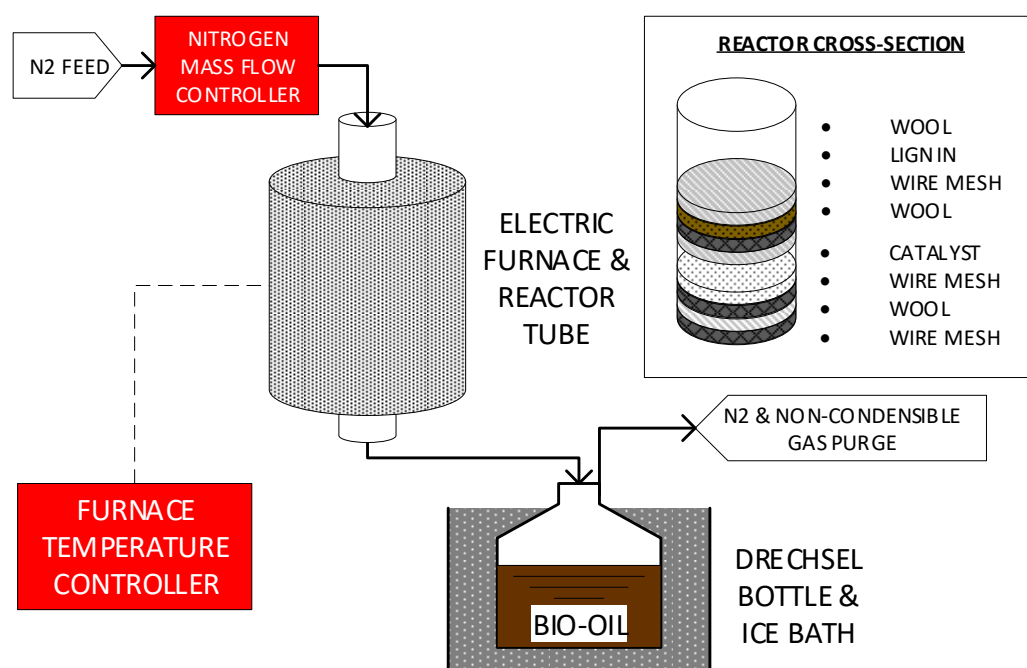 N2 FEED
NITROGEN
MASS FLOW
CONTROLLER
REACTOR CROSS-SECTION
• WOOL
• LIGNIN
• WIRE MESH
• WOOL
• CATALYST
• WIRE MESH
• WOOL
• WIRE MESH
ELECTRIC
FURNACE &
REACTOR
TUBE
N2 & NON-CONDENSIBLE
GAS PURGE
FURNACE
TEMPERATURE
CONTROLLER
DRECHSEL
BOTTLE &
ICE BATH
BIO-OIL